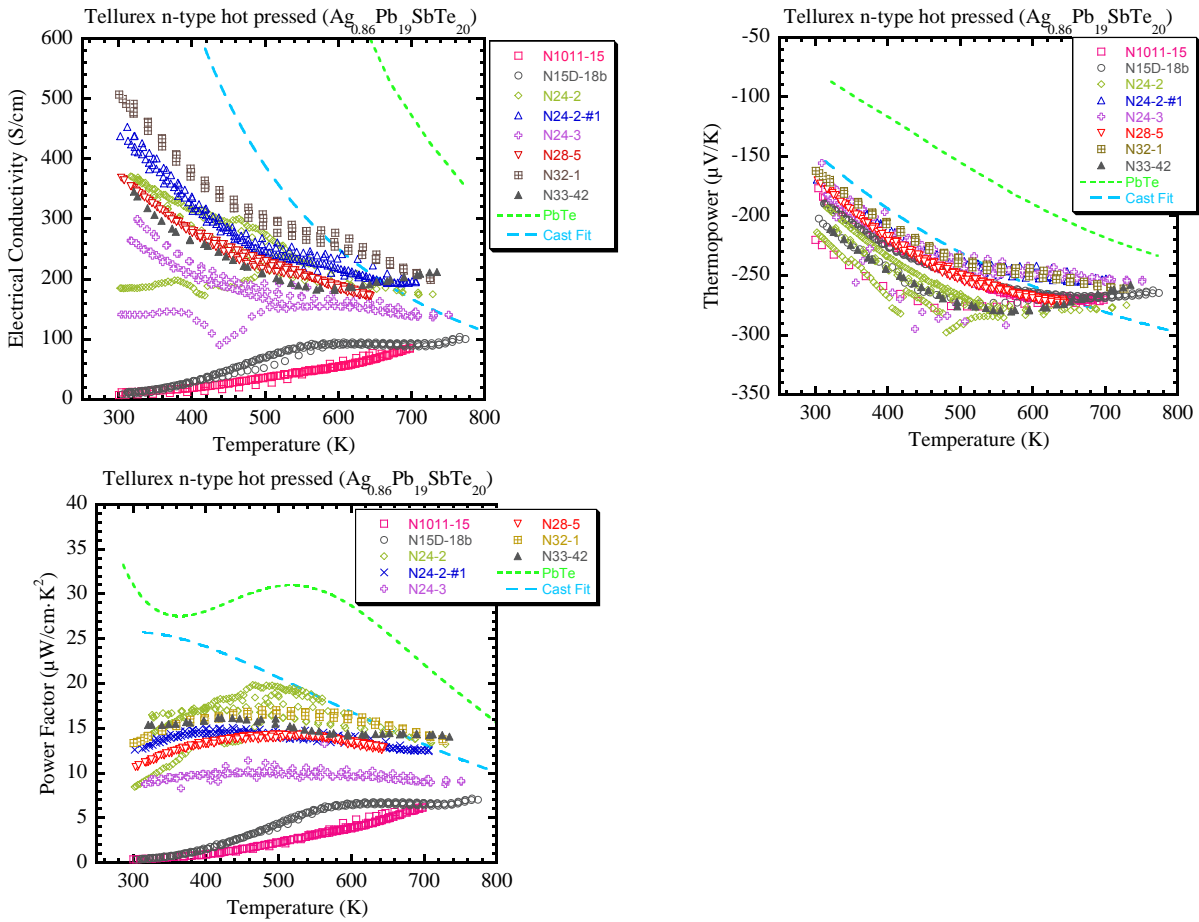 Tellurex n-type hot pressed (Ag0.86Pb19SbTe20)
600
500
400
300
200
100
0
Electrical Conductivity (S/cm)
300 400 500 600 700 800
Temperature (K)
N1011-15
N15D-18b
N24-2
N24-2-#1
N24-3
N28-5
N32-1
N33-42
PbTe
Cast Fit
Tellurex n-type hot pressed (Ag0.86Pb19SbTe20)
-50
-100
-150
-200
-250
-300
-350
Thermopower (μV/K)
300 400 500 600 700 800
Temperature (K)
N1011-15
N15D-18b
N24-2
N24-2-#1
N24-3
N28-5
N32-1
N33-42
PbTe
Cast Fit
Tellurex n-type hot pressed (Ag0.86Pb19SbTe20)
40
35
30
25
20
15
10
5
0
Power Factor (μW/cm·K2)
300 400 500 600 700 800
Temperature (K)
N1011-15 N28-5
N15D-18b N32-1
N24-2 N33-42
N24-2-#1 PbTe
N24-3 Cast Fit